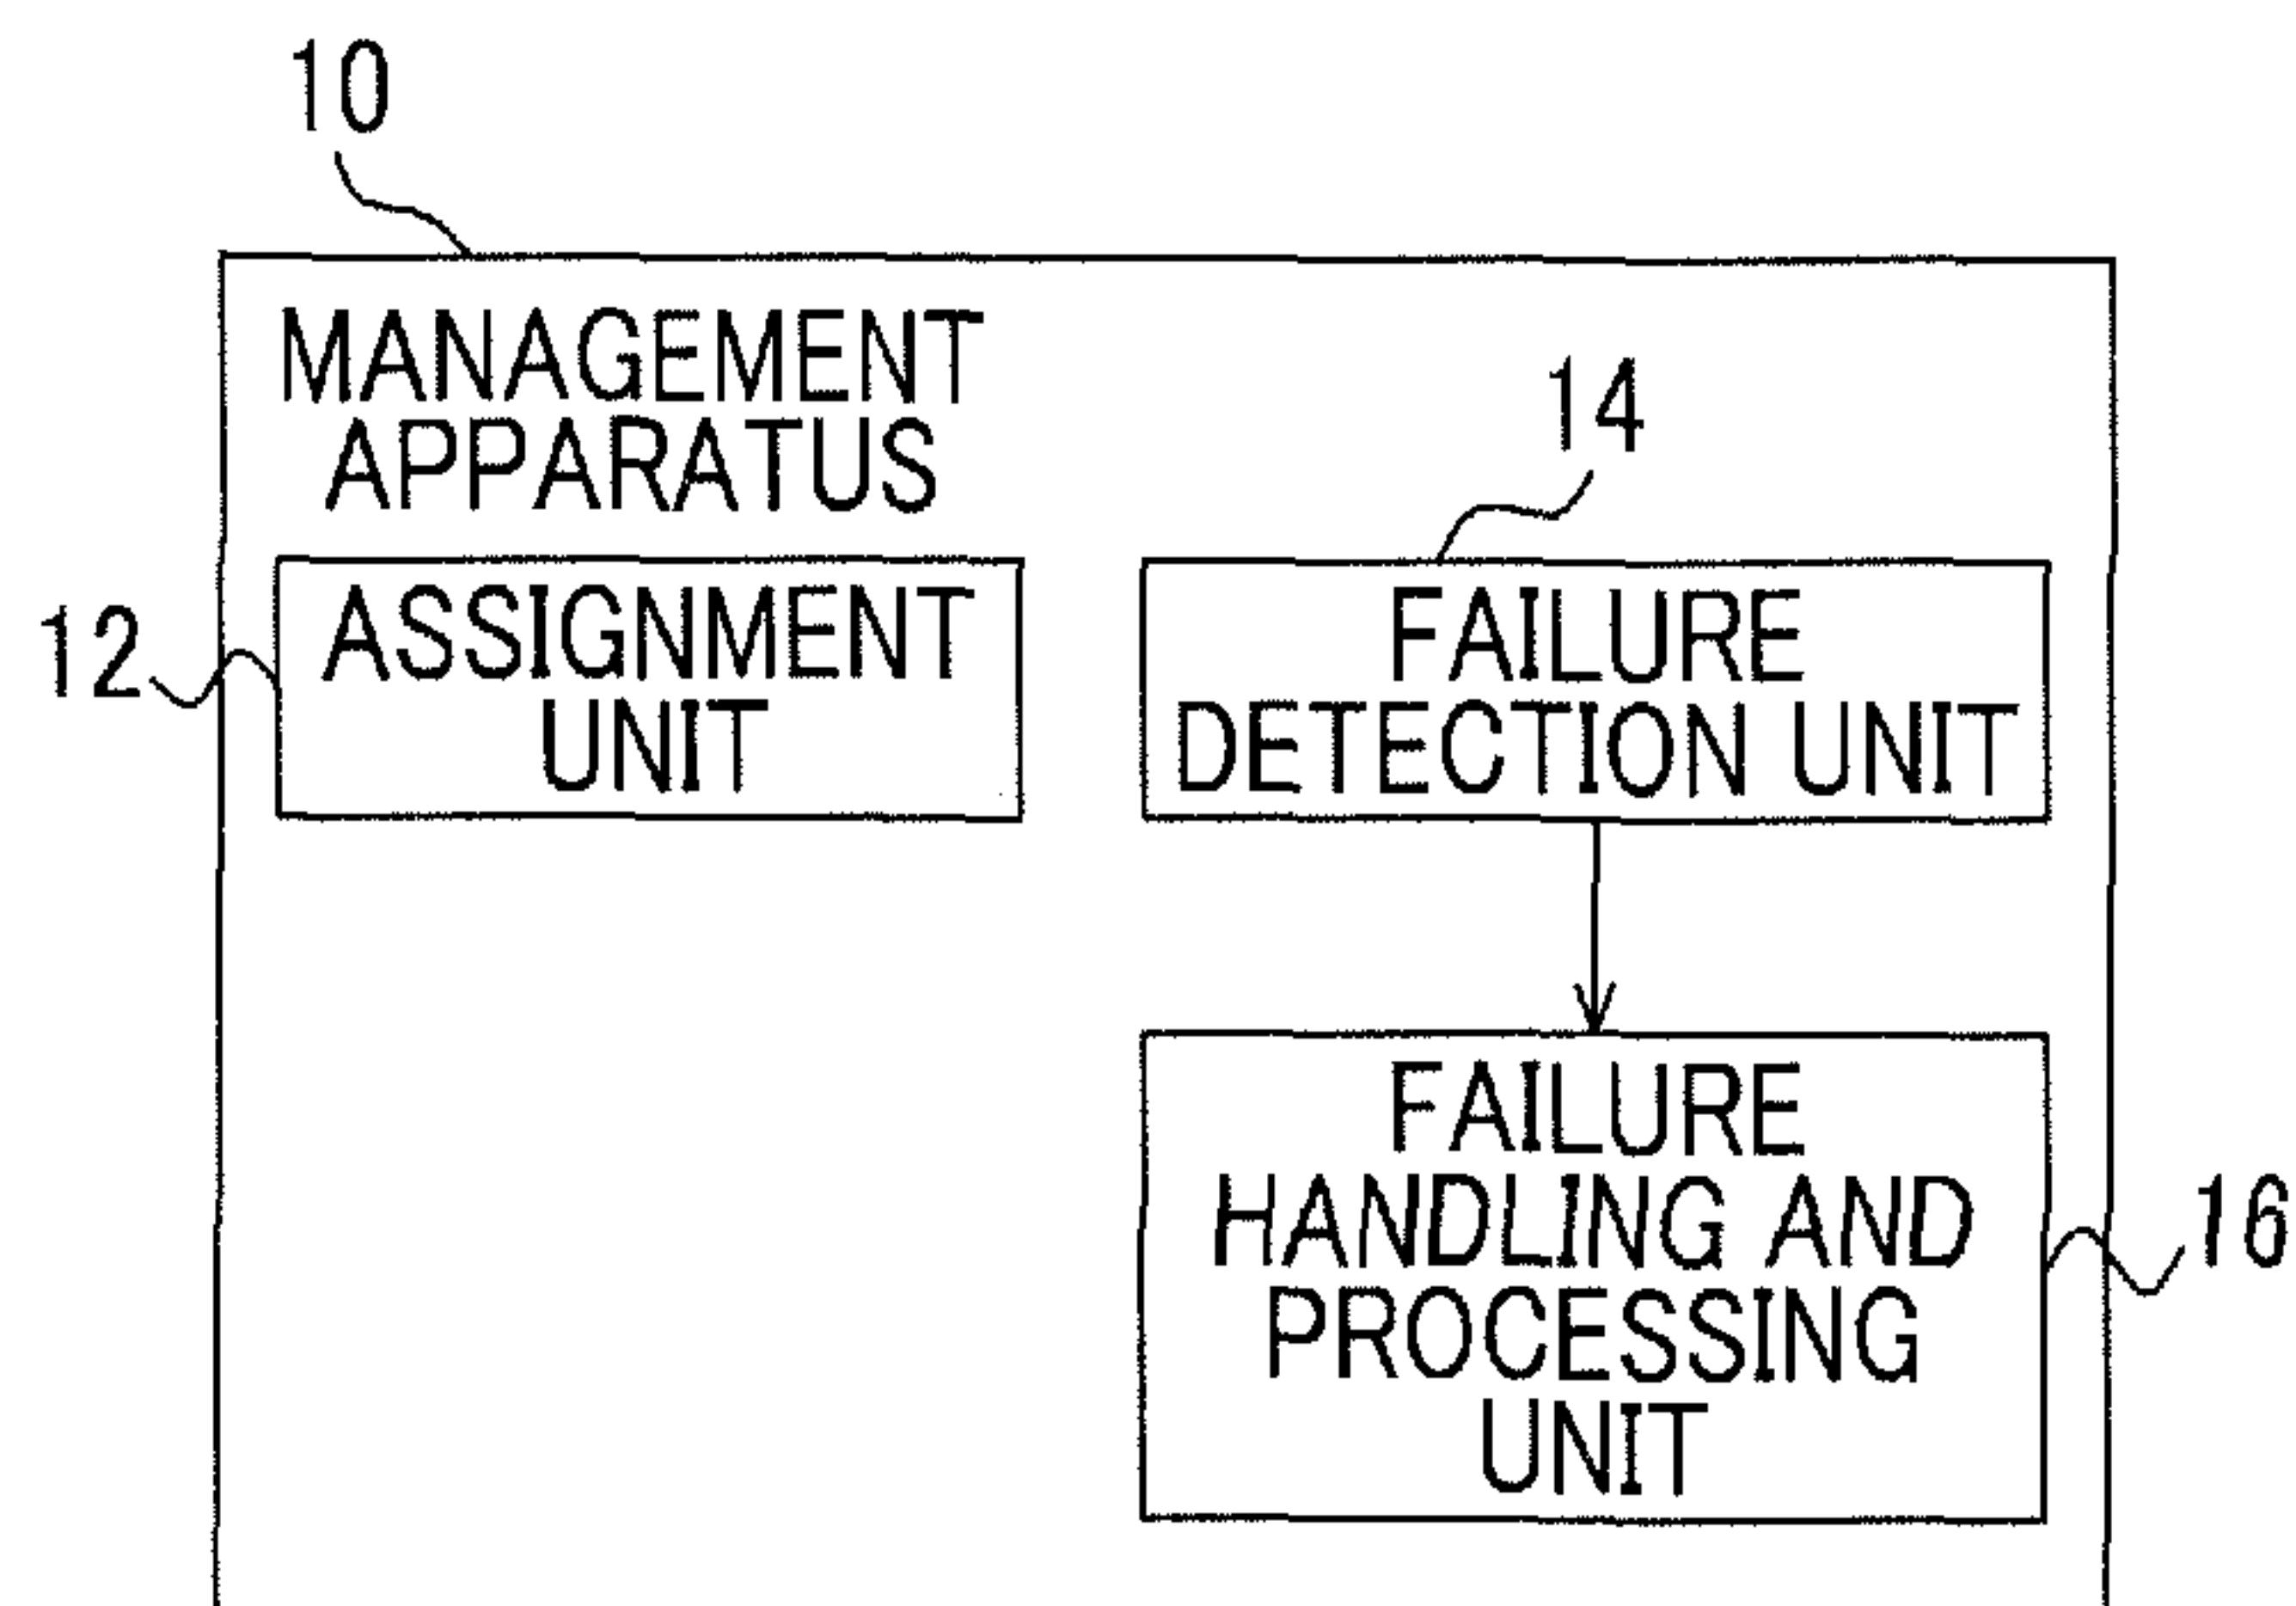 10
MANAGEMENT
APPARATUS
14
12
ASSIGNMENT
UNIT
FAILURE
DETECTION UNIT
FAILURE
HANDLING AND
PROCESSING
UNIT
16